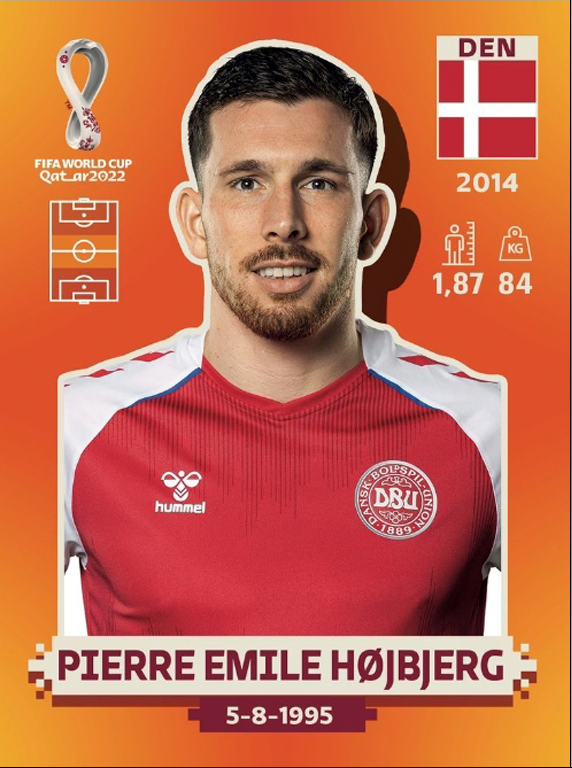 FIFA WORLD CUP
Qatar2022
TM
DEN
2014
KG
1,87 84
hummel
DANSK BOLDSPIL-UNION
DBU
1889
PIERRE EMILE HØJBJERG
5-8-1995